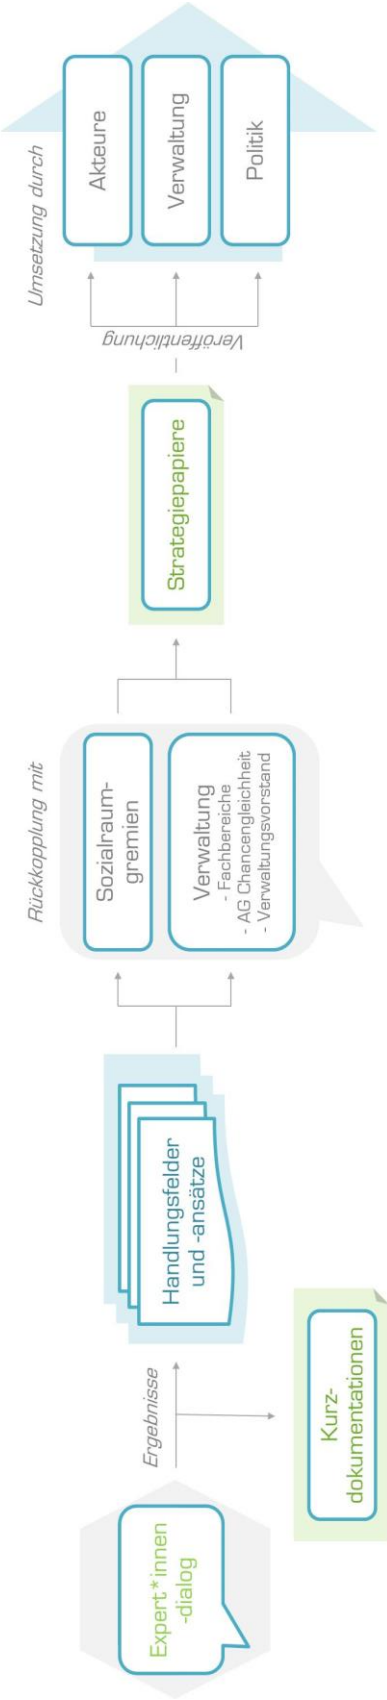 Expert*innen
-dialog
Ergebnisse
Kurz-
dokumentationen
Handlungsfelder
und -ansätze
Rückkopplung mit
Sozialraum-
gremien
Verwaltung
- Fachbereiche
- AG Chancengleichheit
- Verwaltungsvorstand
Strategiepapiere
Veröffentlichung
Umsetzung durch
Akteure
Verwaltung
Politik